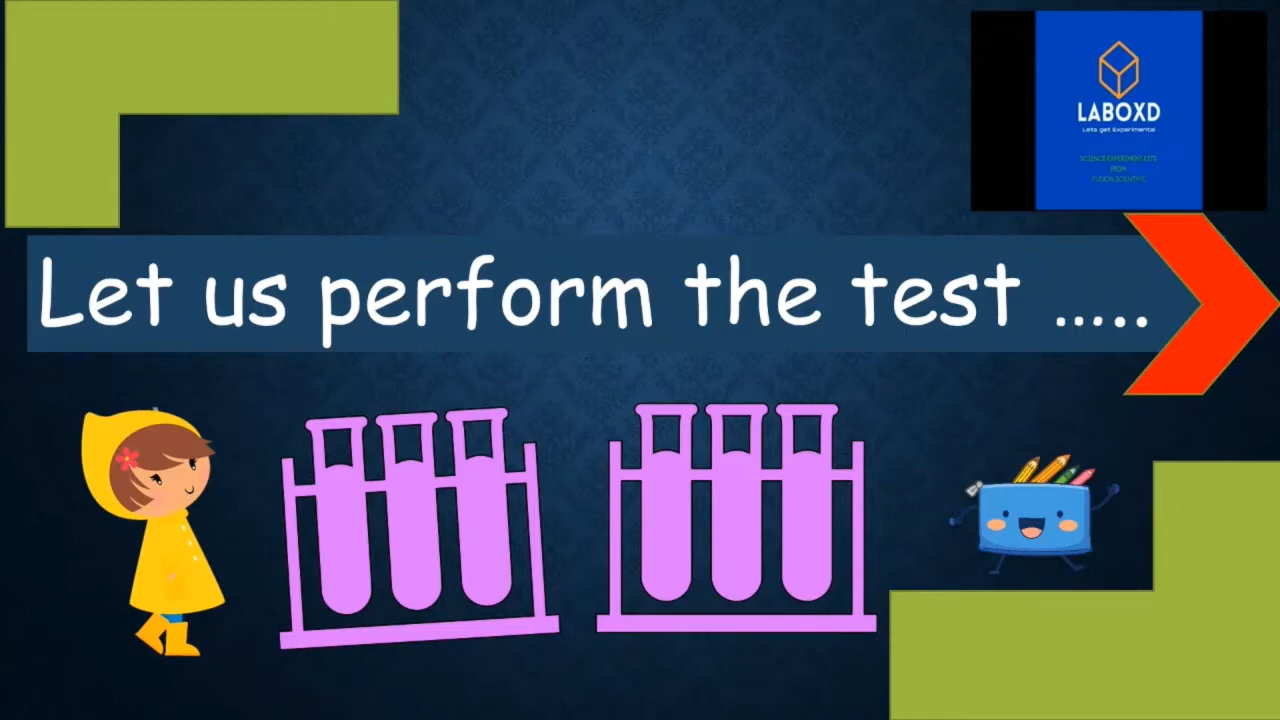 LABOXD
Lets get Experimental
SCIENCE EXPERIMENT KITS
FROM
FUSION SCIENTIFIC
Let us perform the test .....